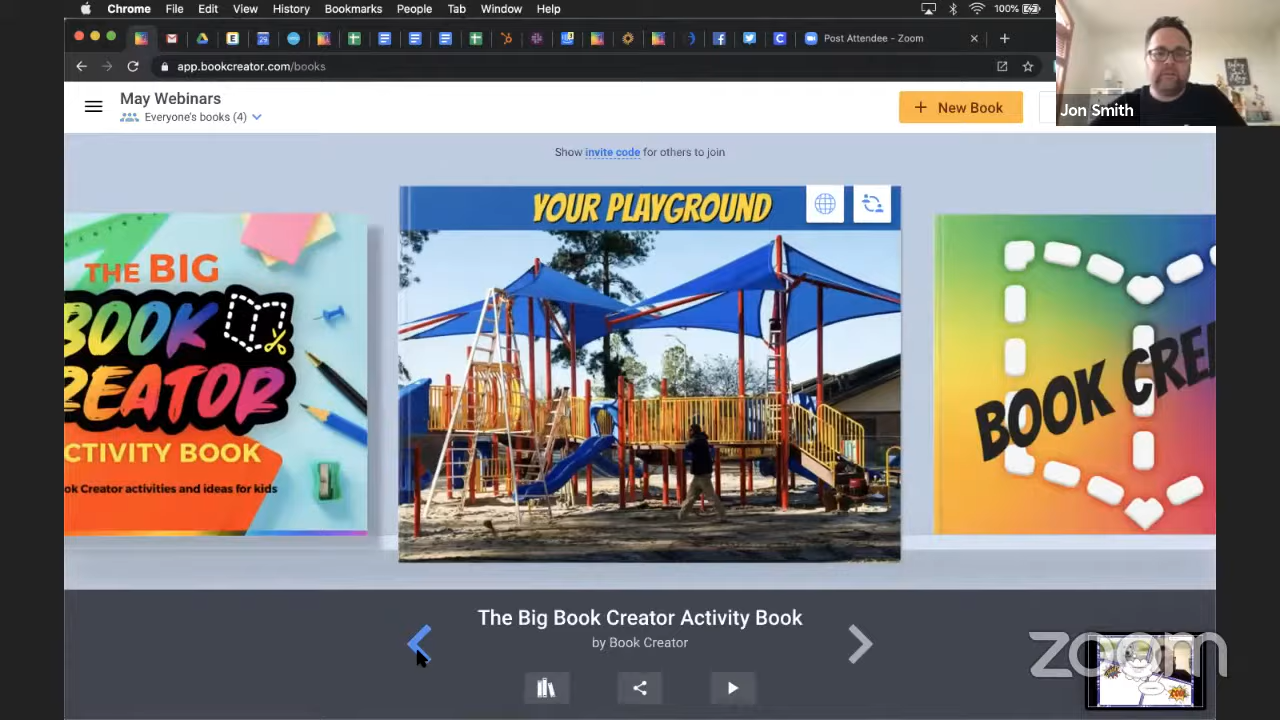 Chrome File Edit View History Bookmarks People Tab Window Help 100%
Post Attendee - Zoom
app.bookcreator.com/books
May Webinars
Everyone's books (4)
+ New Book
Jon Smith
Show invite code for others to join
THE BIG
BOOK
CREATOR
ACTIVITY BOOK
ok Creator activities and ideas for kids
YOUR PLAYGROUND
BOOK CREA
The Big Book Creator Activity Book
by Book Creator
zoom
COOL